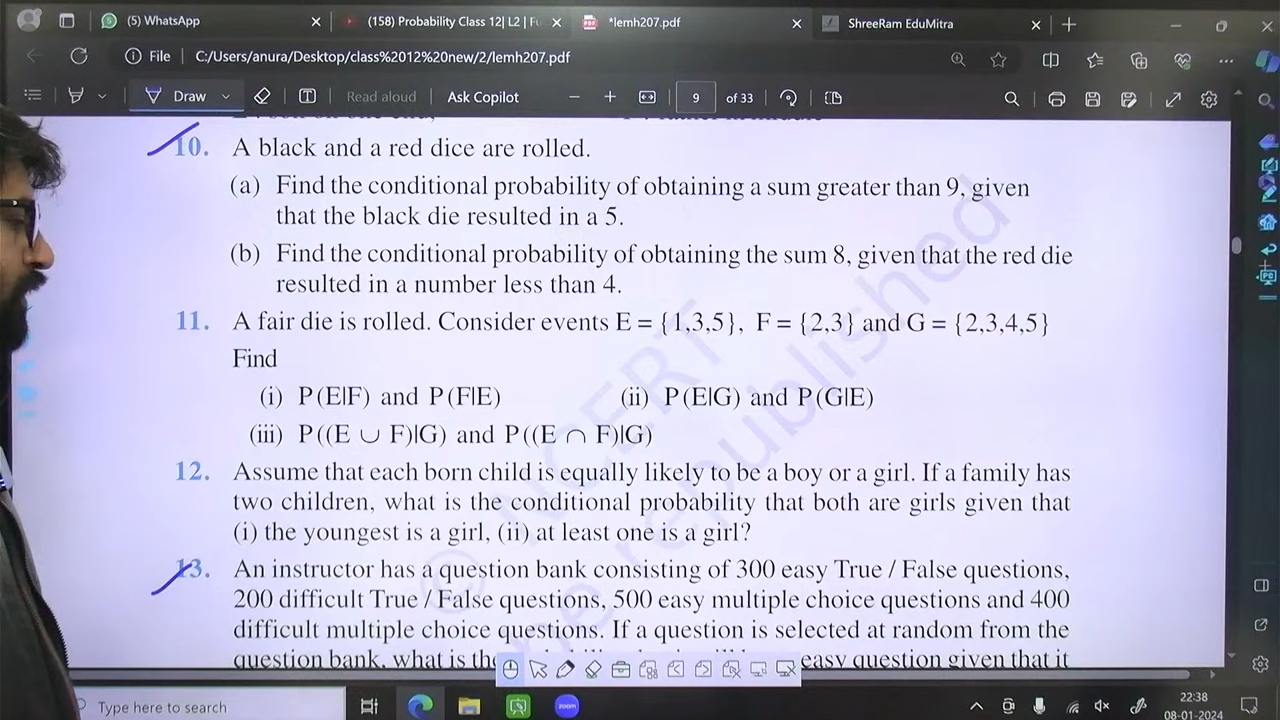 (5) WhatsApp
(158) Probability Class 12| L2 | Fu
*lemh207.pdf
ShreeRam EduMitra
File C:/Users/anura/Desktop/class%2012%20new/2/lemh207.pdf
Draw Read aloud Ask Copilot 9 of 33
10. A black and a red dice are rolled.
(a) Find the conditional probability of obtaining a sum greater than 9, given
that the black die resulted in a 5.
(b) Find the conditional probability of obtaining the sum 8, given that the red die
resulted in a number less than 4.
11. A fair die is rolled. Consider events E = {1,3,5}, F = {2,3} and G = {2,3,4,5}
Find
(i) P(E|F) and P(F|E) (ii) P(E|G) and P(G|E)
(iii) P((E ∪ F)|G) and P((E ∩ F)|G)
12. Assume that each born child is equally likely to be a boy or a girl. If a family has
two children, what is the conditional probability that both are girls given that
(i) the youngest is a girl, (ii) at least one is a girl?
13. An instructor has a question bank consisting of 300 easy True / False questions,
200 difficult True / False questions, 500 easy multiple choice questions and 400
difficult multiple choice questions. If a question is selected at random from the
question bank, what is the easy question given that it
© NCERT
republished
Type here to search
zoom
22:38
08-01-2024